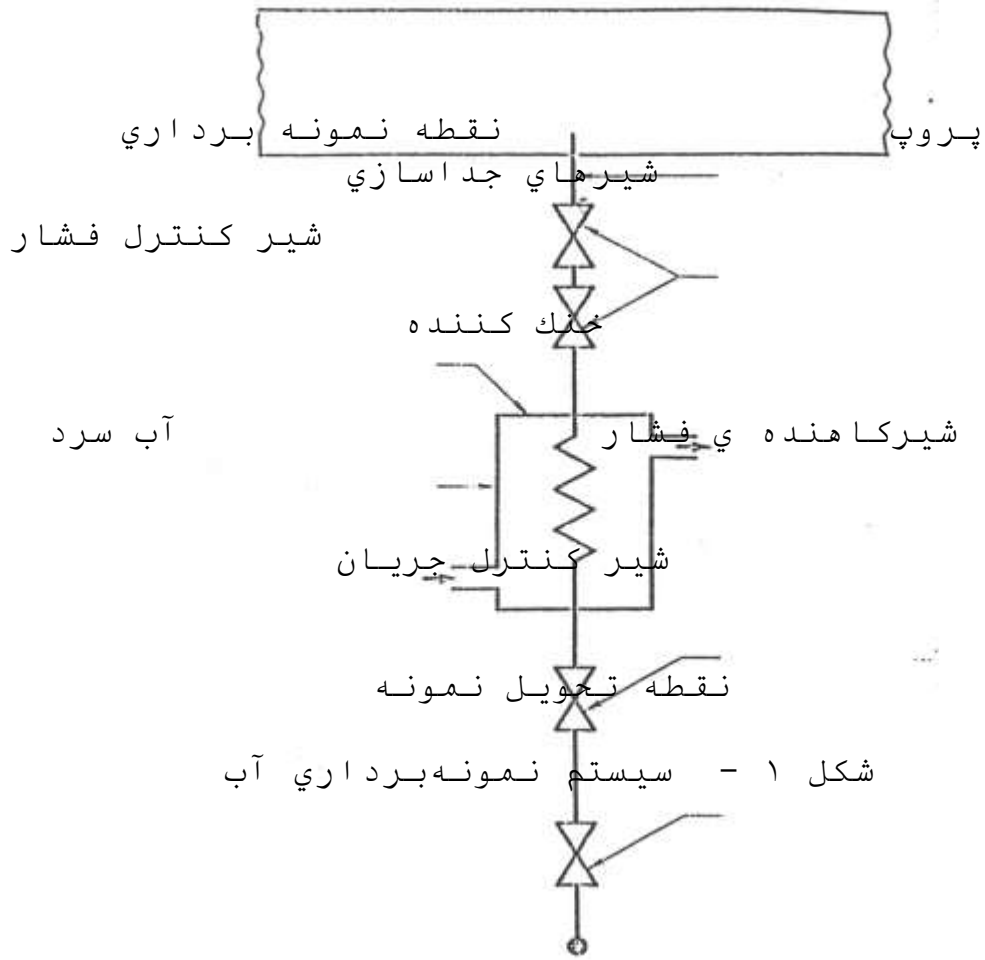 پروپ نقطه نمونه برداري
شيرهاي جداسازي
شير كنترل فشار
خنك كننده
شيركاهنده ي فشار آب سرد
شير كنترل جريان
نقطه تحويل نمونه
شكل ۱ - سيستم نمونه‌برداري آب